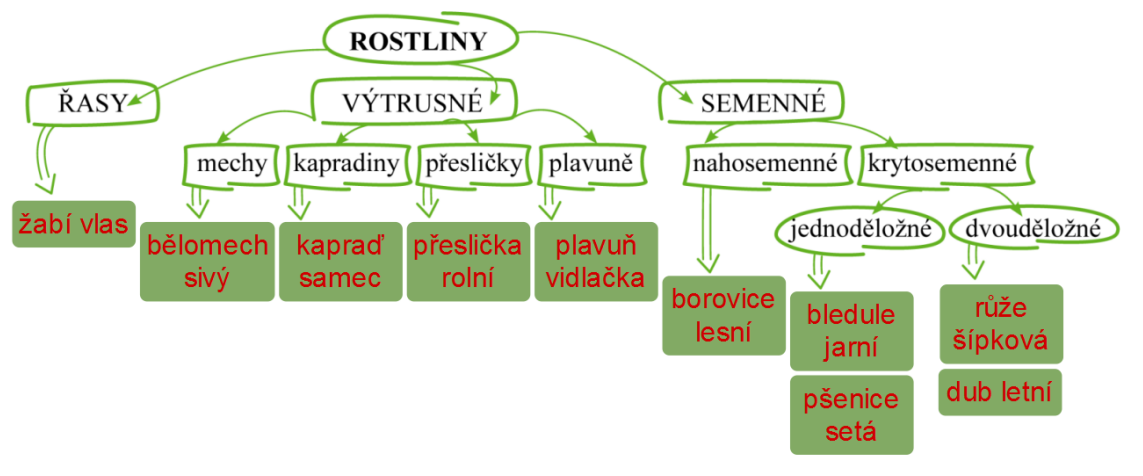 ROSTLINY
ŘASY
VÝTRUSNÉ
SEMENNÉ
mechy
kapradiny
přesličky
plavuně
nahosemenné
krytosemenné
jednoděložné
dvouděložné
žabí vlas
bělomech
sivý
kapraď
samec
přeslička
rolní
plavuň
vidlačka
borovice
lesní
bledule
jarní
růže
šípková
pšenice
setá
dub letní